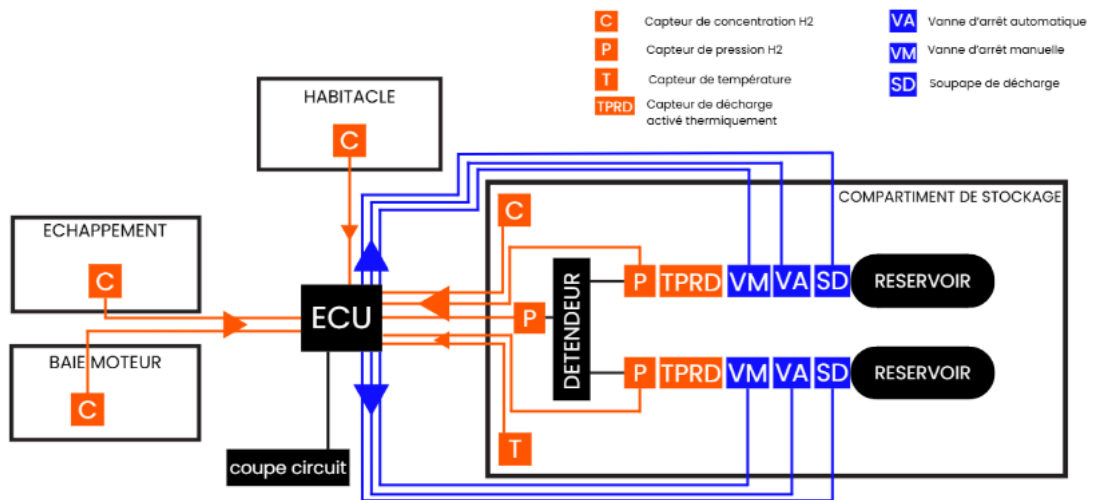 C Capteur de concentration H2
P Capteur de pression H2
T Capteur de température
TPRD Capteur de décharge
activé thermiquement
VA Vanne d'arrêt automatique
VM Vanne d'arrêt manuelle
SD Soupape de décharge
HABITACLE
C
ECHAPPEMENT
C
BAIE MOTEUR
C
ECU
coupe circuit
COMPARTIMENT DE STOCKAGE
C
P TPRD VM VA SD RESERVOIR
P
DETENDEUR
P TPRD VM VA SD RESERVOIR
T